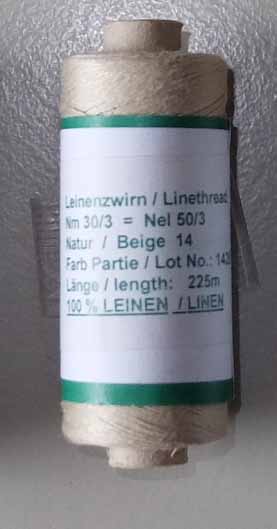 Leinenzwirn / Linethread
Nm 30/3 = Nel 50/3
Natur / Beige 14
Farb Partie / Lot No.:
Länge / length: 225m
100 % LEINEN / LINEN